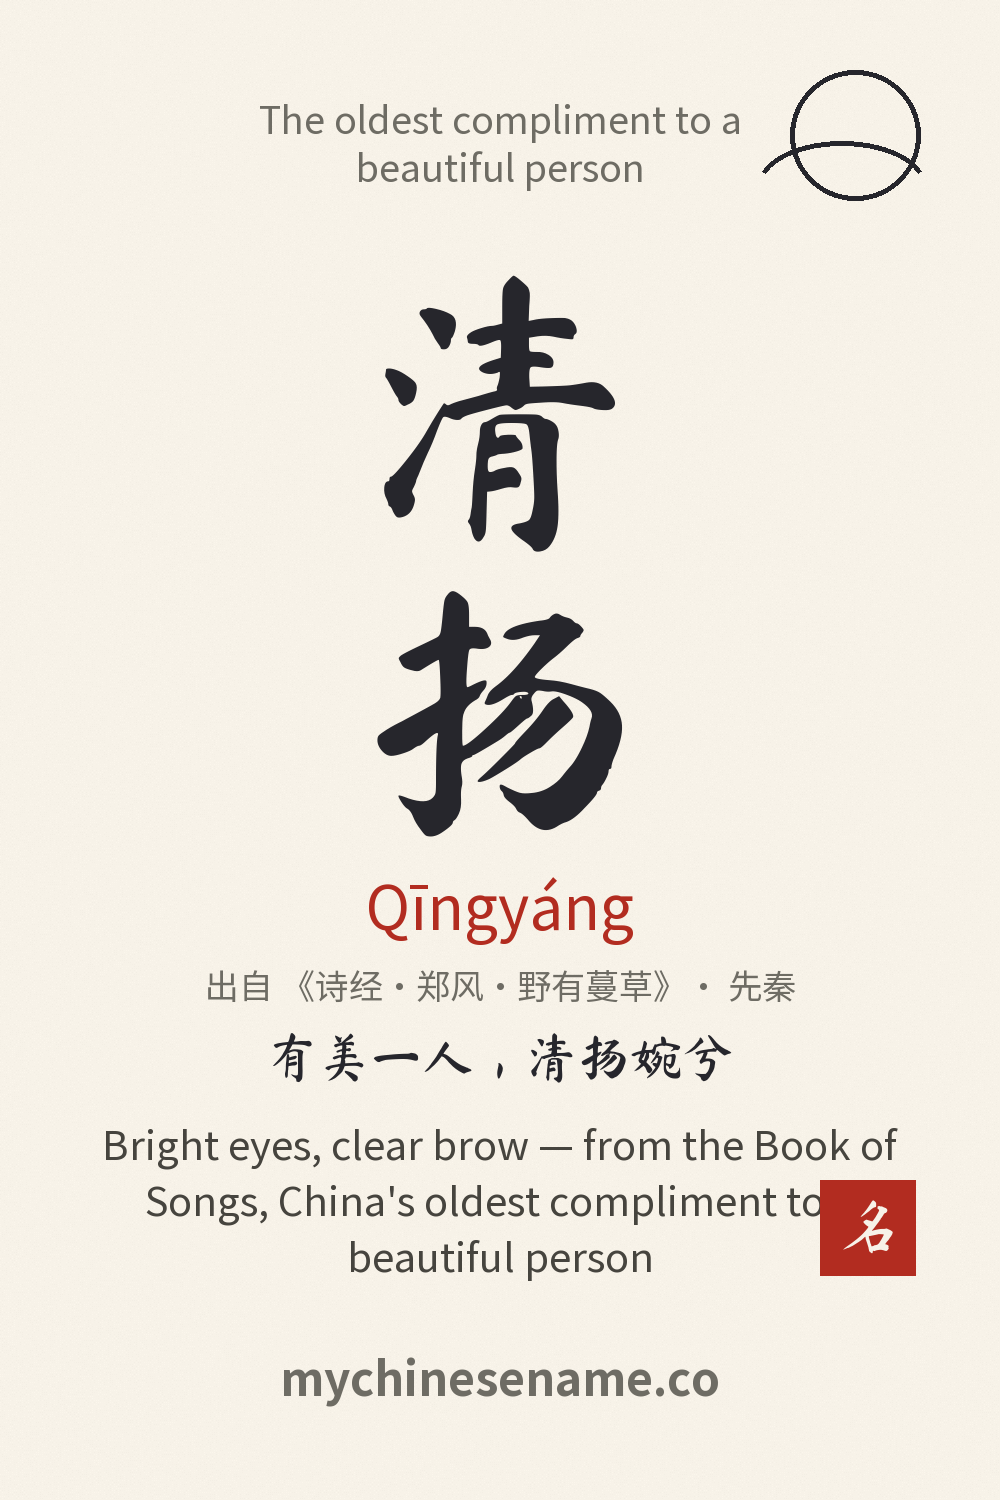 The oldest compliment to a
beautiful person
清
扬
Qīngyáng
出自 《诗经·郑风·野有蔓草》 · 先秦
有美一人，清扬婉兮
Bright eyes, clear brow — from the Book of
Songs, China's oldest compliment to
beautiful person
名
mychinesename.co